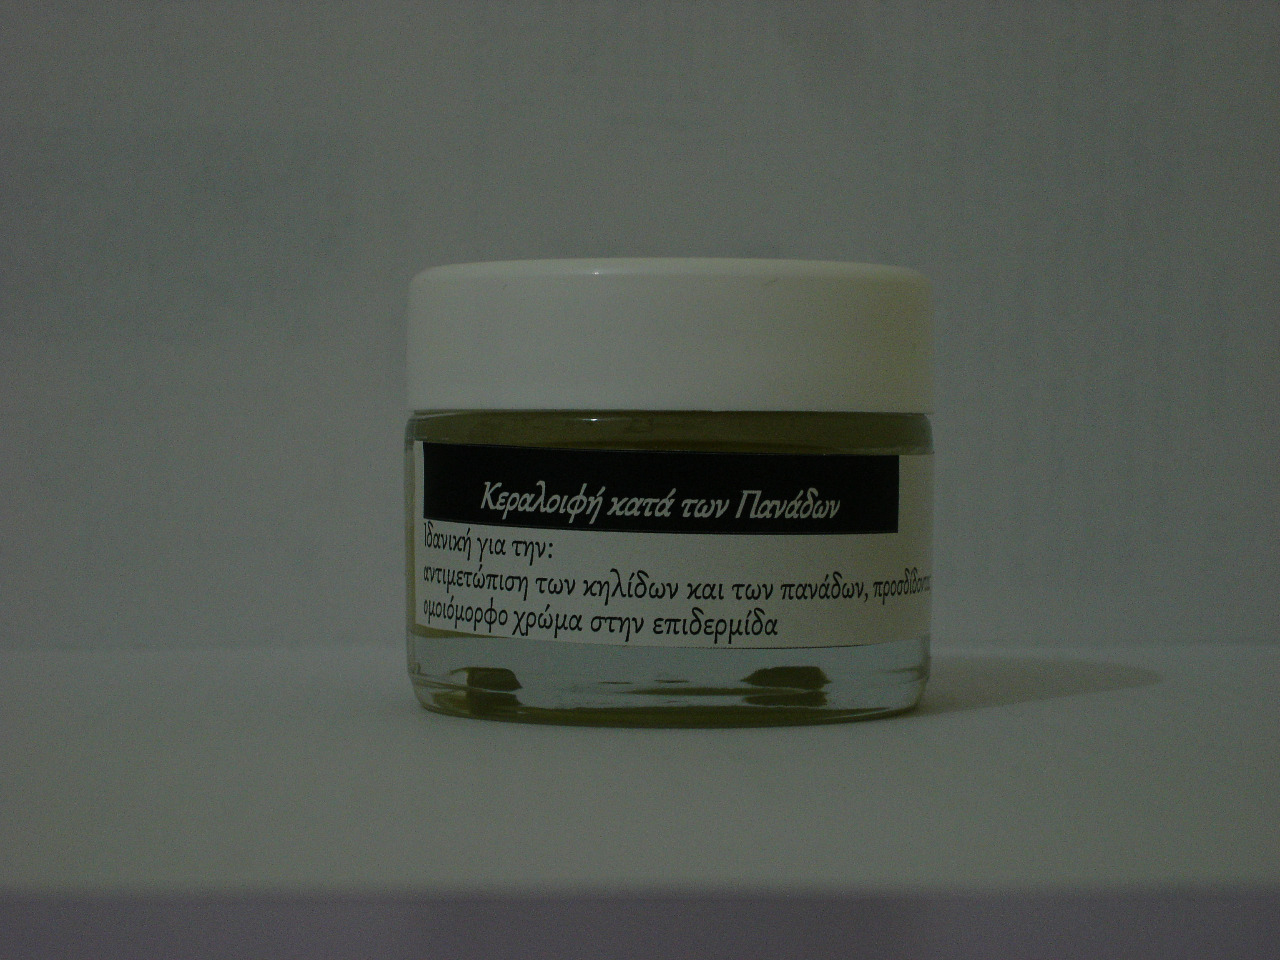 Κεραλοιφή κατά των Πανάδων
Ιδανική για την:
αντιμετώπιση των κηλίδων και των πανάδων,
ομοιόμορφο χρώμα στην επιδερμίδα